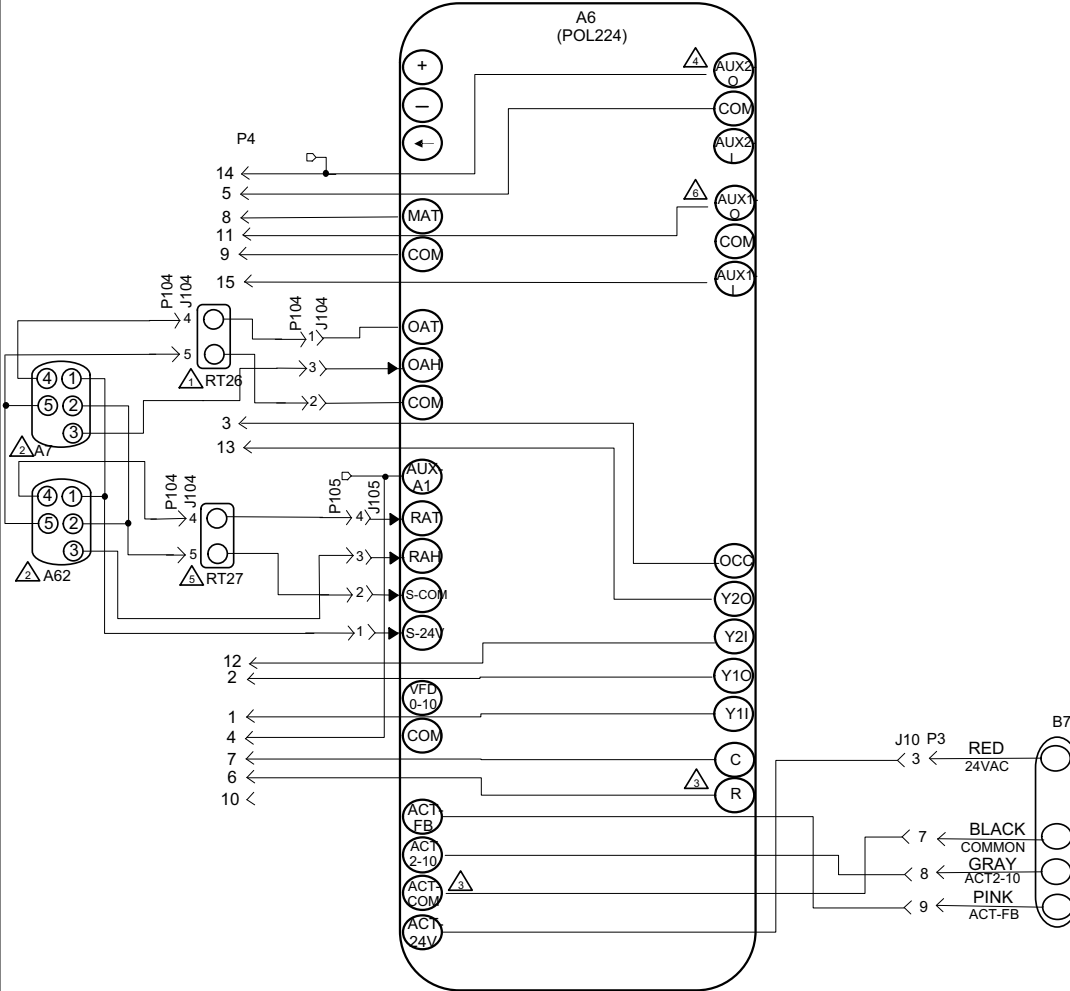 A6
(POL224)
+
–
←
4
AUX2
O
COM
AUX2
I
P4
14
5
8
MAT
6
AUX1
O
11
COM
9
COM
15
AUX1
I
P104
J104
4
P104
J104
1
OAT
5
3
OAH
1
RT26
2
COM
4
1
5
2
3
2
A7
3
13
P104
J104
4
P105
J105
AUX-
A1
4
RAT
4
1
5
2
3
2
A62
5
5
RT27
3
RAH
2
S-COM
1
S-24V
OCC
Y2O
Y2I
Y1O
Y1I
12
2
VFD
0-10
1
4
COM
7
C
6
3
R
10
ACT-
FB
ACT
2-10
ACT-
COM
3
ACT-
24V
B7
J10
P3
3
RED
24VAC
7
BLACK
COMMON
8
GRAY
ACT2-10
9
PINK
ACT-FB